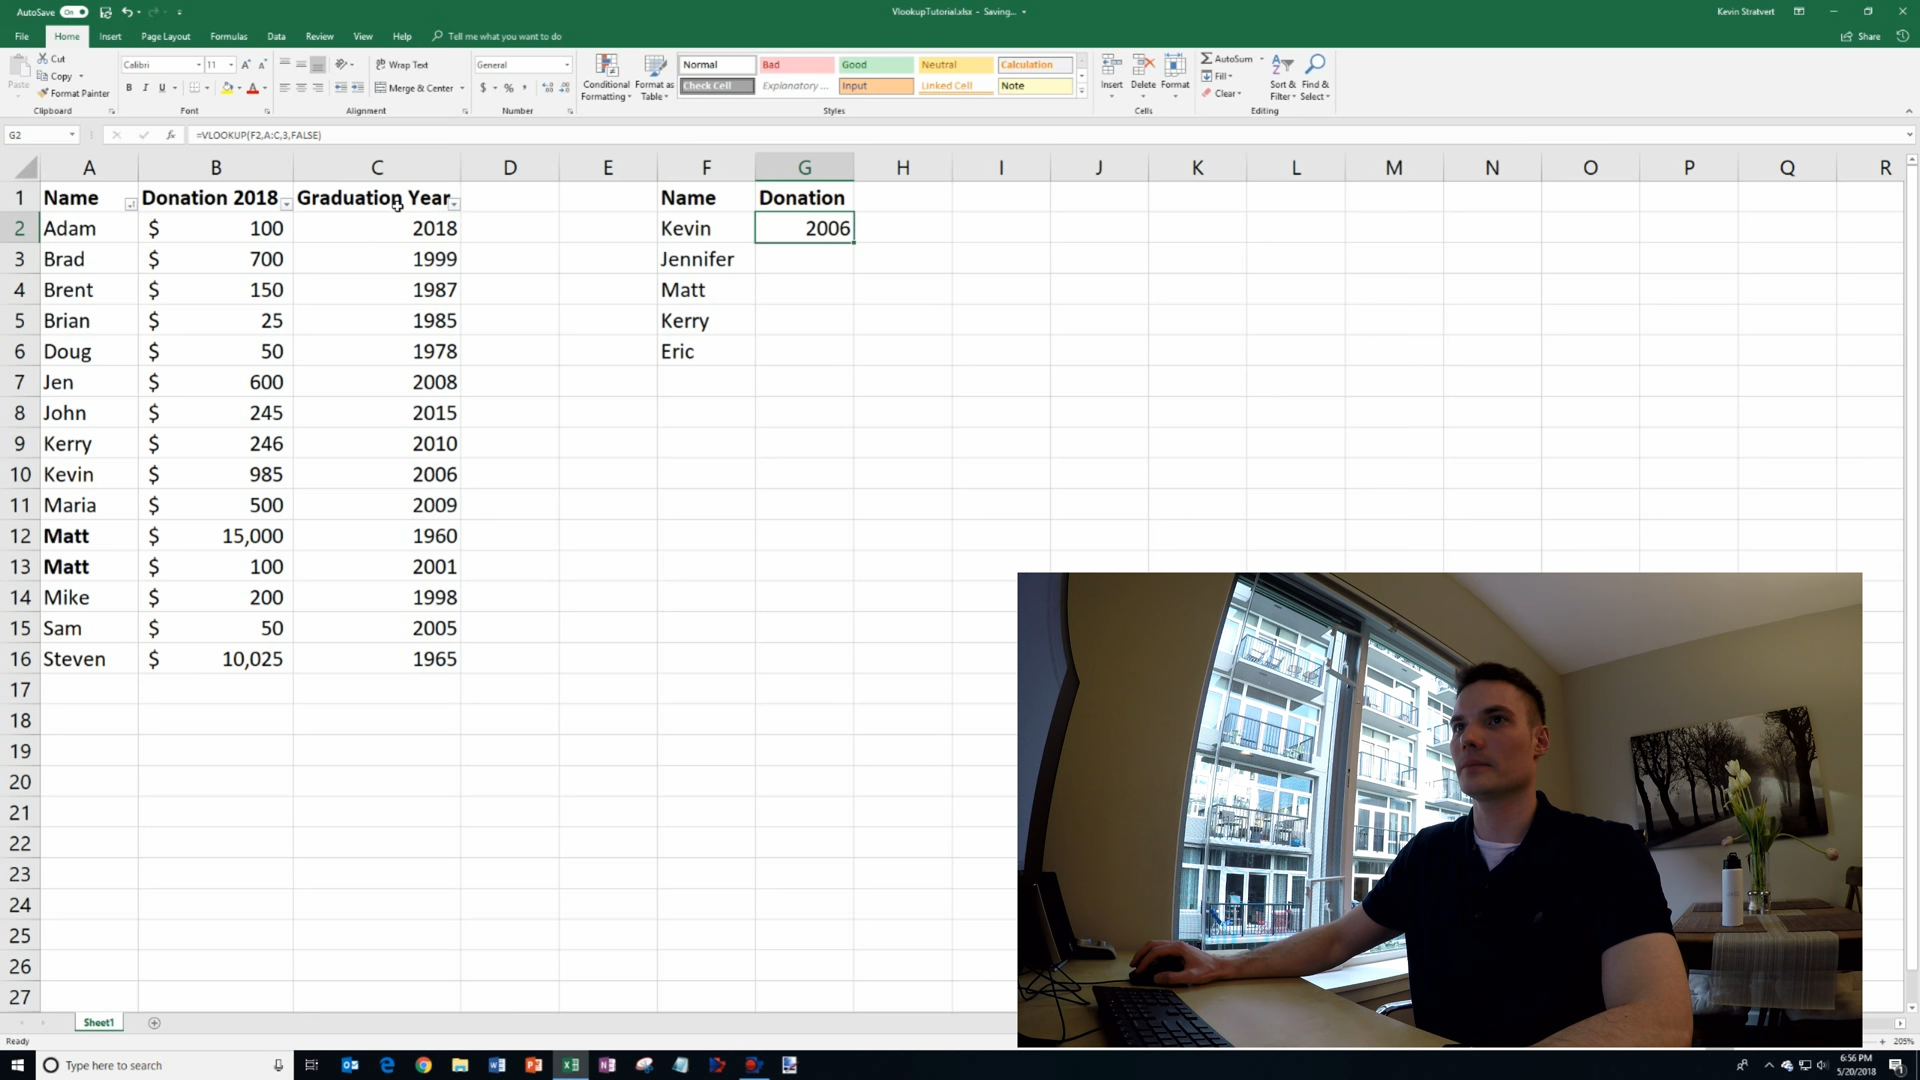 AutoSave On
VlookupTutorial.xlsx - Saving...
Kevin Stratvert
File Home Insert Page Layout Formulas Data Review View Help Tell me what you want to do
Share
Paste
Cut
Copy
Format Painter
Clipboard
Calibri 11
B I U
Font
Wrap Text
Merge & Center
Alignment
General
$ % ,
Number
Conditional Formatting
Format as Table
Normal Bad Good Neutral Calculation
Check Cell Explanatory ... Input Linked Cell Note
Styles
Insert Delete Format
Cells
AutoSum
Fill
Clear
Sort & Filter
Find & Select
Editing
G2 fx =VLOOKUP(F2,A:C,3,FALSE)
A B C D E F G H I J K L M N O P Q R
1 Name Donation 2018 Graduation Year Name Donation
2 Adam $ 100 2018 Kevin 2006
3 Brad $ 700 1999 Jennifer
4 Brent $ 150 1987 Matt
5 Brian $ 25 1985 Kerry
6 Doug $ 50 1978 Eric
7 Jen $ 600 2008
8 John $ 245 2015
9 Kerry $ 246 2010
10 Kevin $ 985 2006
11 Maria $ 500 2009
12 Matt $ 15,000 1960
13 Matt $ 100 2001
14 Mike $ 200 1998
15 Sam $ 50 2005
16 Steven $ 10,025 1965
17
18
19
20
21
22
23
24
25
26
27
Sheet1
Ready
205%
Type here to search
6:56 PM
5/20/2018